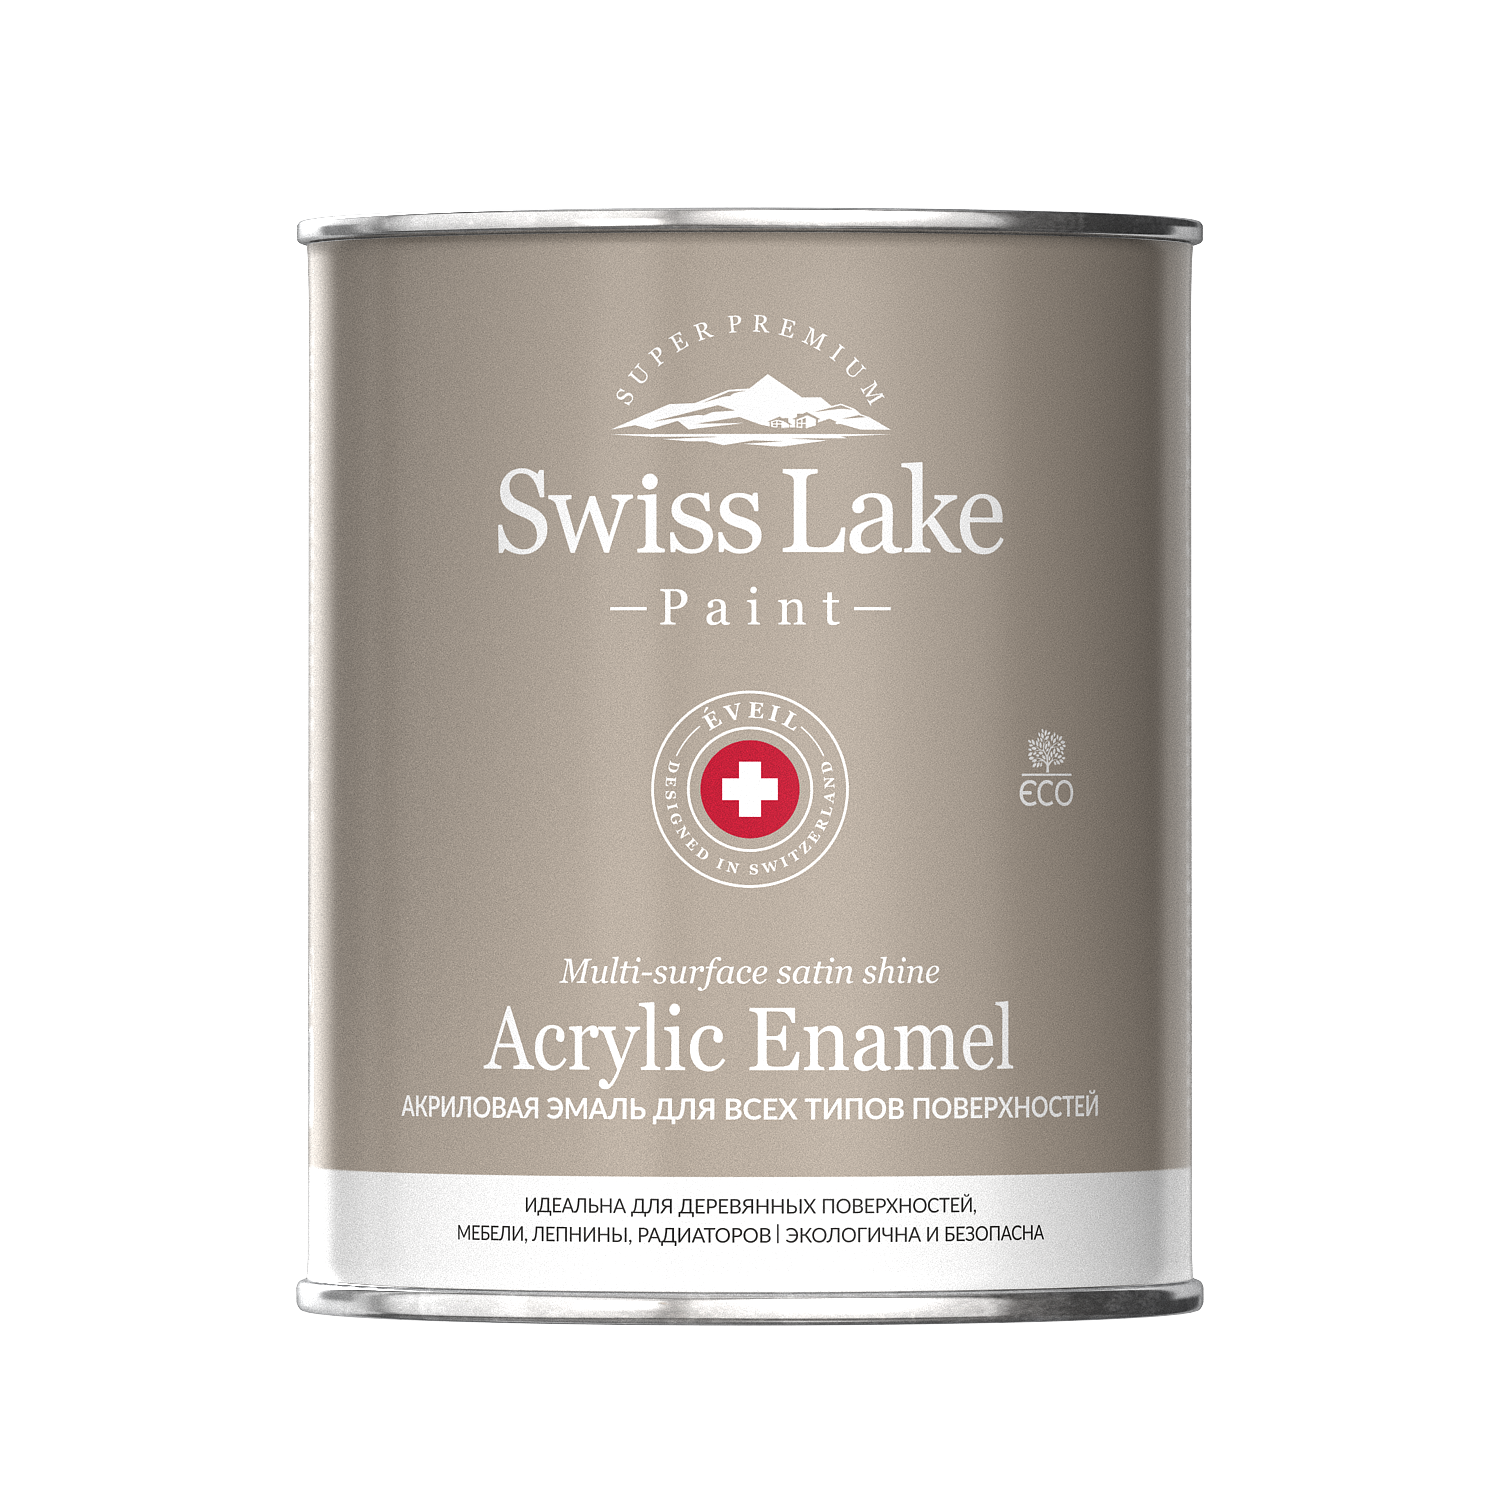 SUPER PREMIUM
Swiss Lake
Paint
ÉVEIL
DESIGNED IN SWITZERLAND
ECO
Multi-surface satin shine
Acrylic Enamel
АКРИЛОВАЯ ЭМАЛЬ ДЛЯ ВСЕХ ТИПОВ ПОВЕРХНОСТЕЙ
ИДЕАЛЬНА ДЛЯ ДЕРЕВЯННЫХ ПОВЕРХНОСТЕЙ,
МЕБЕЛИ, ЛЕПНИНЫ, РАДИАТОРОВ | ЭКОЛОГИЧНА И БЕЗОПАСНА